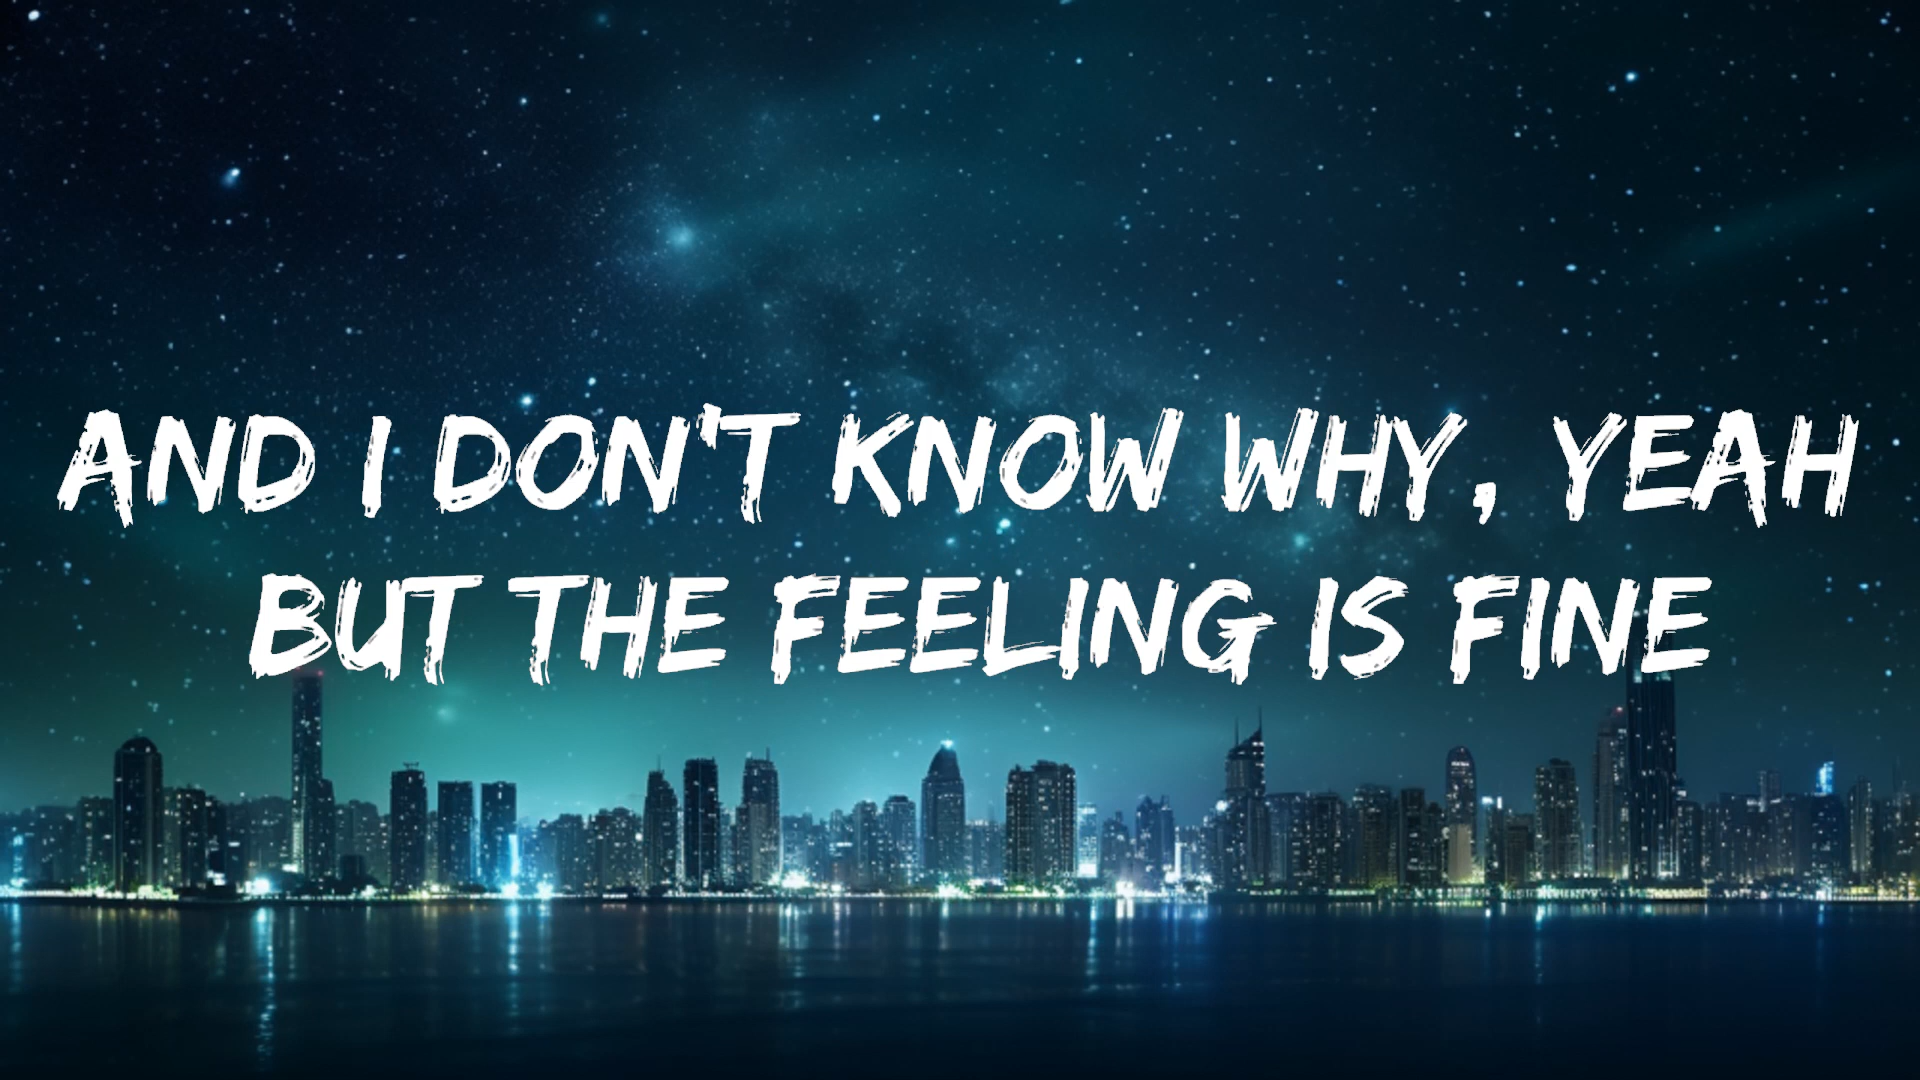 AND I DON'T KNOW WHY, YEAH
BUT THE FEELING IS FINE